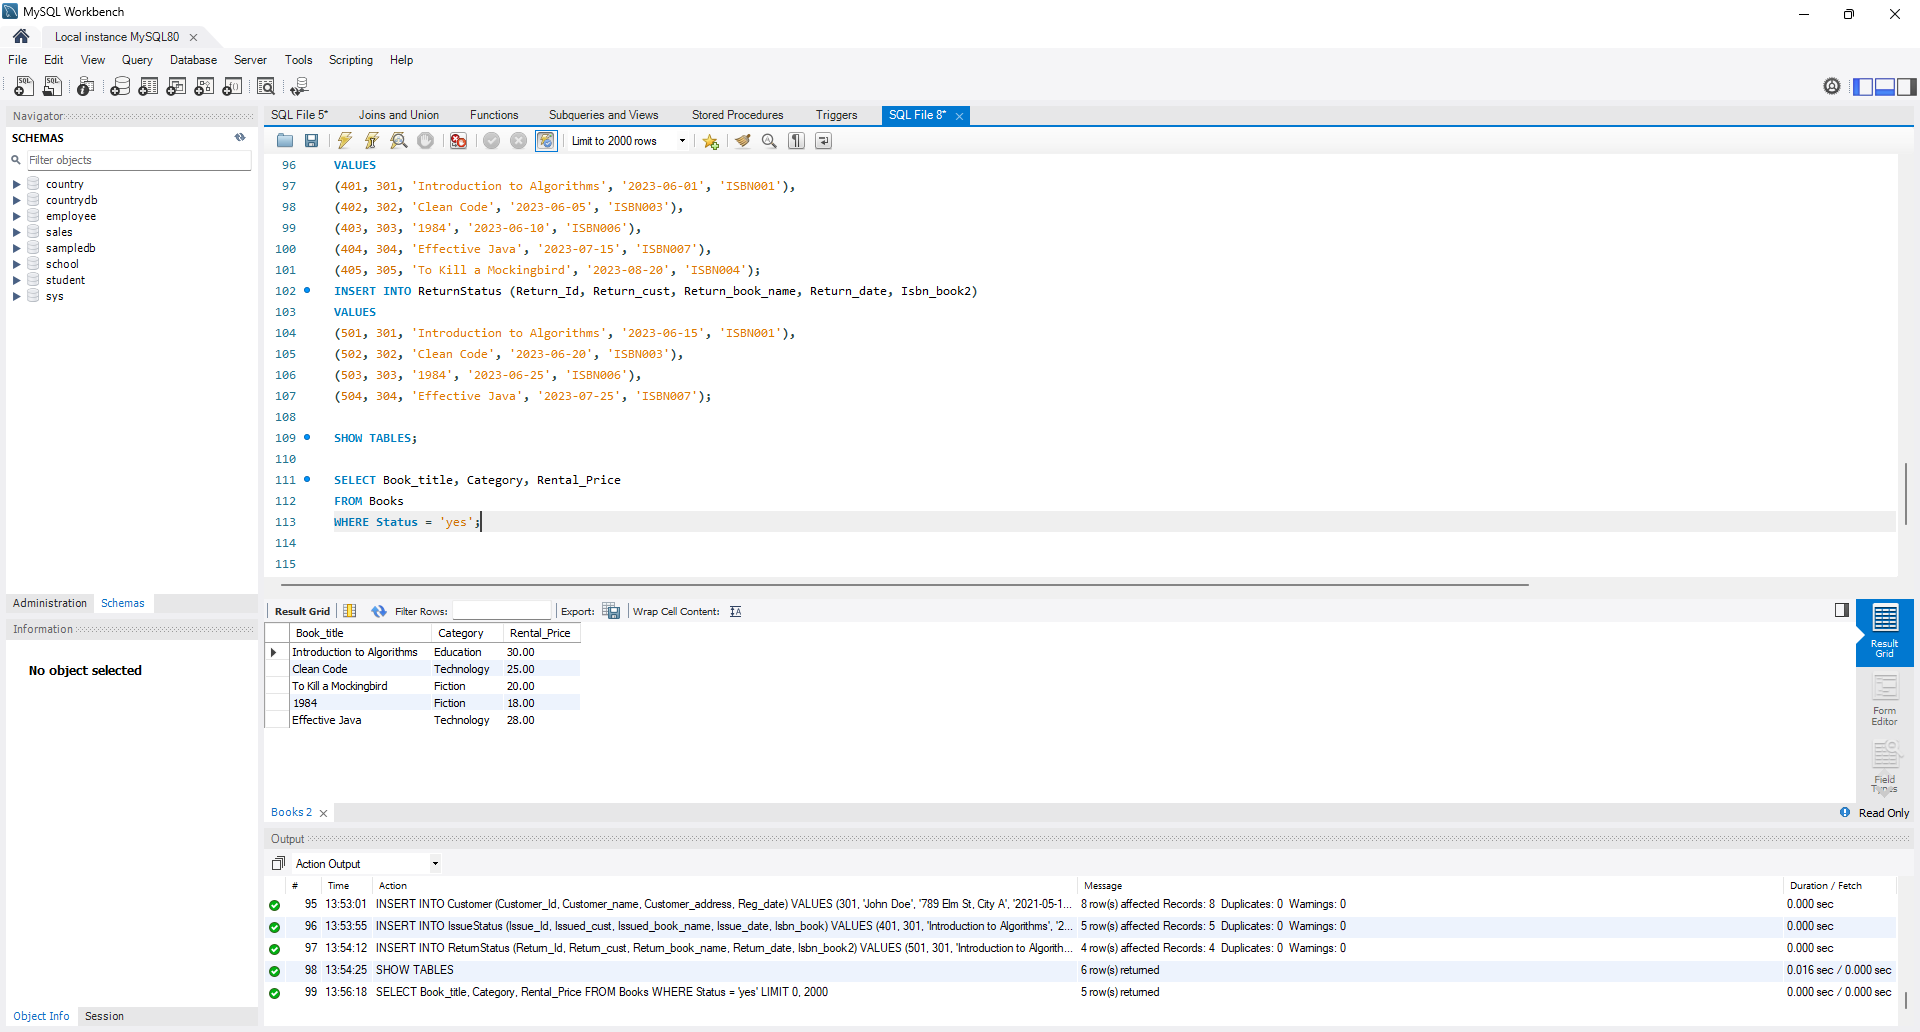 MySQL Workbench
Local instance MySQL80
File Edit View Query Database Server Tools Scripting Help
Navigator
SCHEMAS
Filter objects
country
countrydb
employee
sales
sampledb
school
student
sys
Administration Schemas
Information
No object selected
Object Info Session
SQL File 5* Joins and Union Functions Subqueries and Views Stored Procedures Triggers SQL File 8*
Limit to 2000 rows
96 VALUES
97 (401, 301, 'Introduction to Algorithms', '2023-06-01', 'ISBN001'),
98 (402, 302, 'Clean Code', '2023-06-05', 'ISBN003'),
99 (403, 303, '1984', '2023-06-10', 'ISBN006'),
100 (404, 304, 'Effective Java', '2023-07-15', 'ISBN007'),
101 (405, 305, 'To Kill a Mockingbird', '2023-08-20', 'ISBN004');
102 INSERT INTO ReturnStatus (Return_Id, Return_cust, Return_book_name, Return_date, Isbn_book2)
103 VALUES
104 (501, 301, 'Introduction to Algorithms', '2023-06-15', 'ISBN001'),
105 (502, 302, 'Clean Code', '2023-06-20', 'ISBN003'),
106 (503, 303, '1984', '2023-06-25', 'ISBN006'),
107 (504, 304, 'Effective Java', '2023-07-25', 'ISBN007');
108
109 SHOW TABLES;
110
111 SELECT Book_title, Category, Rental_Price
112 FROM Books
113 WHERE Status = 'yes';
114
115
Result Grid Filter Rows: Export: Wrap Cell Content:
Book_title Category Rental_Price
Introduction to Algorithms Education 30.00
Clean Code Technology 25.00
To Kill a Mockingbird Fiction 20.00
1984 Fiction 18.00
Effective Java Technology 28.00
Result Grid
Form Editor
Field Types
Books 2
Read Only
Output
Action Output
# Time Action Message Duration / Fetch
95 13:53:01 INSERT INTO Customer (Customer_Id, Customer_name, Customer_address, Reg_date) VALUES (301, 'John Doe', '789 Elm St, City A', '2021-05-1... 8 row(s) affected Records: 8 Duplicates: 0 Warnings: 0 0.000 sec
96 13:53:55 INSERT INTO IssueStatus (Issue_Id, Issued_cust, Issued_book_name, Issue_date, Isbn_book) VALUES (401, 301, 'Introduction to Algorithms', '2... 5 row(s) affected Records: 5 Duplicates: 0 Warnings: 0 0.000 sec
97 13:54:12 INSERT INTO ReturnStatus (Return_Id, Return_cust, Return_book_name, Return_date, Isbn_book2) VALUES (501, 301, 'Introduction to Algorith... 4 row(s) affected Records: 4 Duplicates: 0 Warnings: 0 0.000 sec
98 13:54:25 SHOW TABLES 6 row(s) returned 0.016 sec / 0.000 sec
99 13:56:18 SELECT Book_title, Category, Rental_Price FROM Books WHERE Status = 'yes' LIMIT 0, 2000 5 row(s) returned 0.000 sec / 0.000 sec